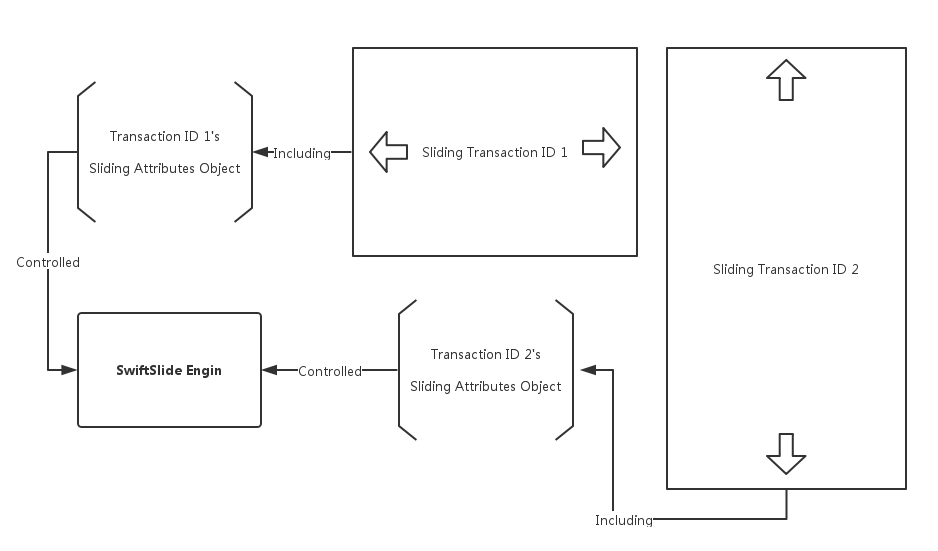 Transaction ID 1's
Sliding Attributes Object
Including
Sliding Transaction ID 1
Sliding Transaction ID 2
Controlled
SwiftSlide Engin
Controlled
Transaction ID 2's
Sliding Attributes Object
Including